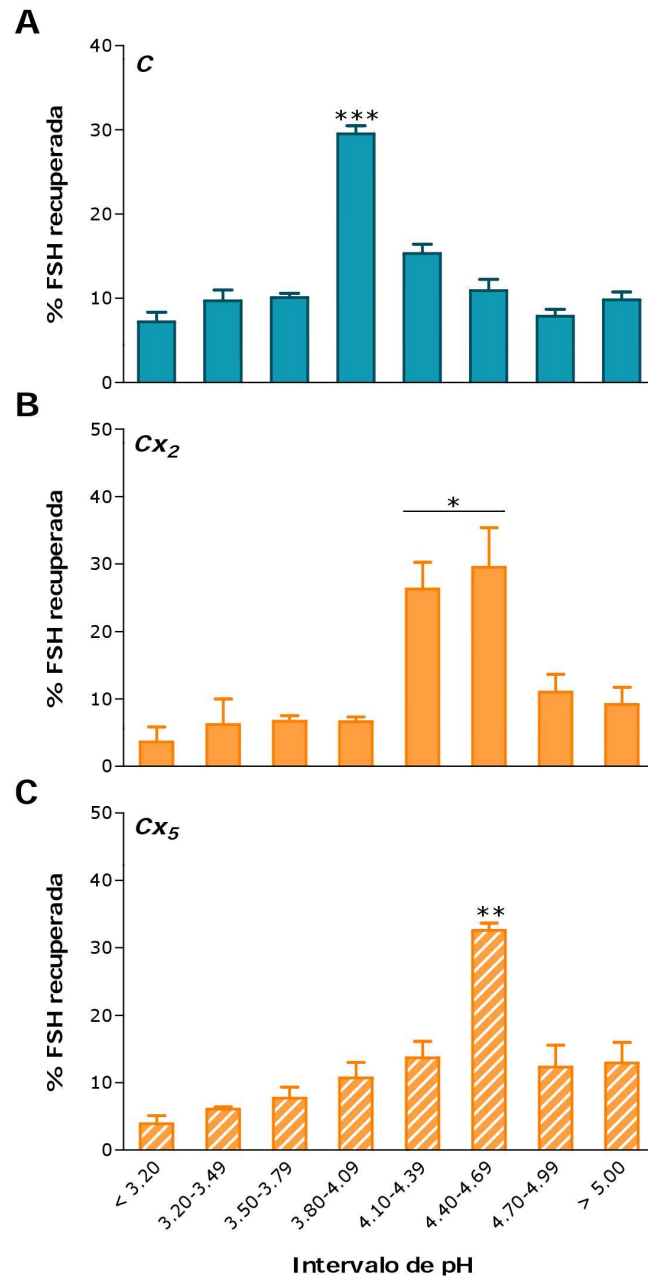 A
C
% FSH recuperada
40
30
20
10
0
***
B
Cx2
% FSH recuperada
50
40
30
20
10
0
*
C
Cx5
% FSH recuperada
50
40
30
20
10
0
**
< 3.20
3.20-3.49
3.50-3.79
3.80-4.09
4.10-4.39
4.40-4.69
4.70-4.99
> 5.00
Intervalo de pH